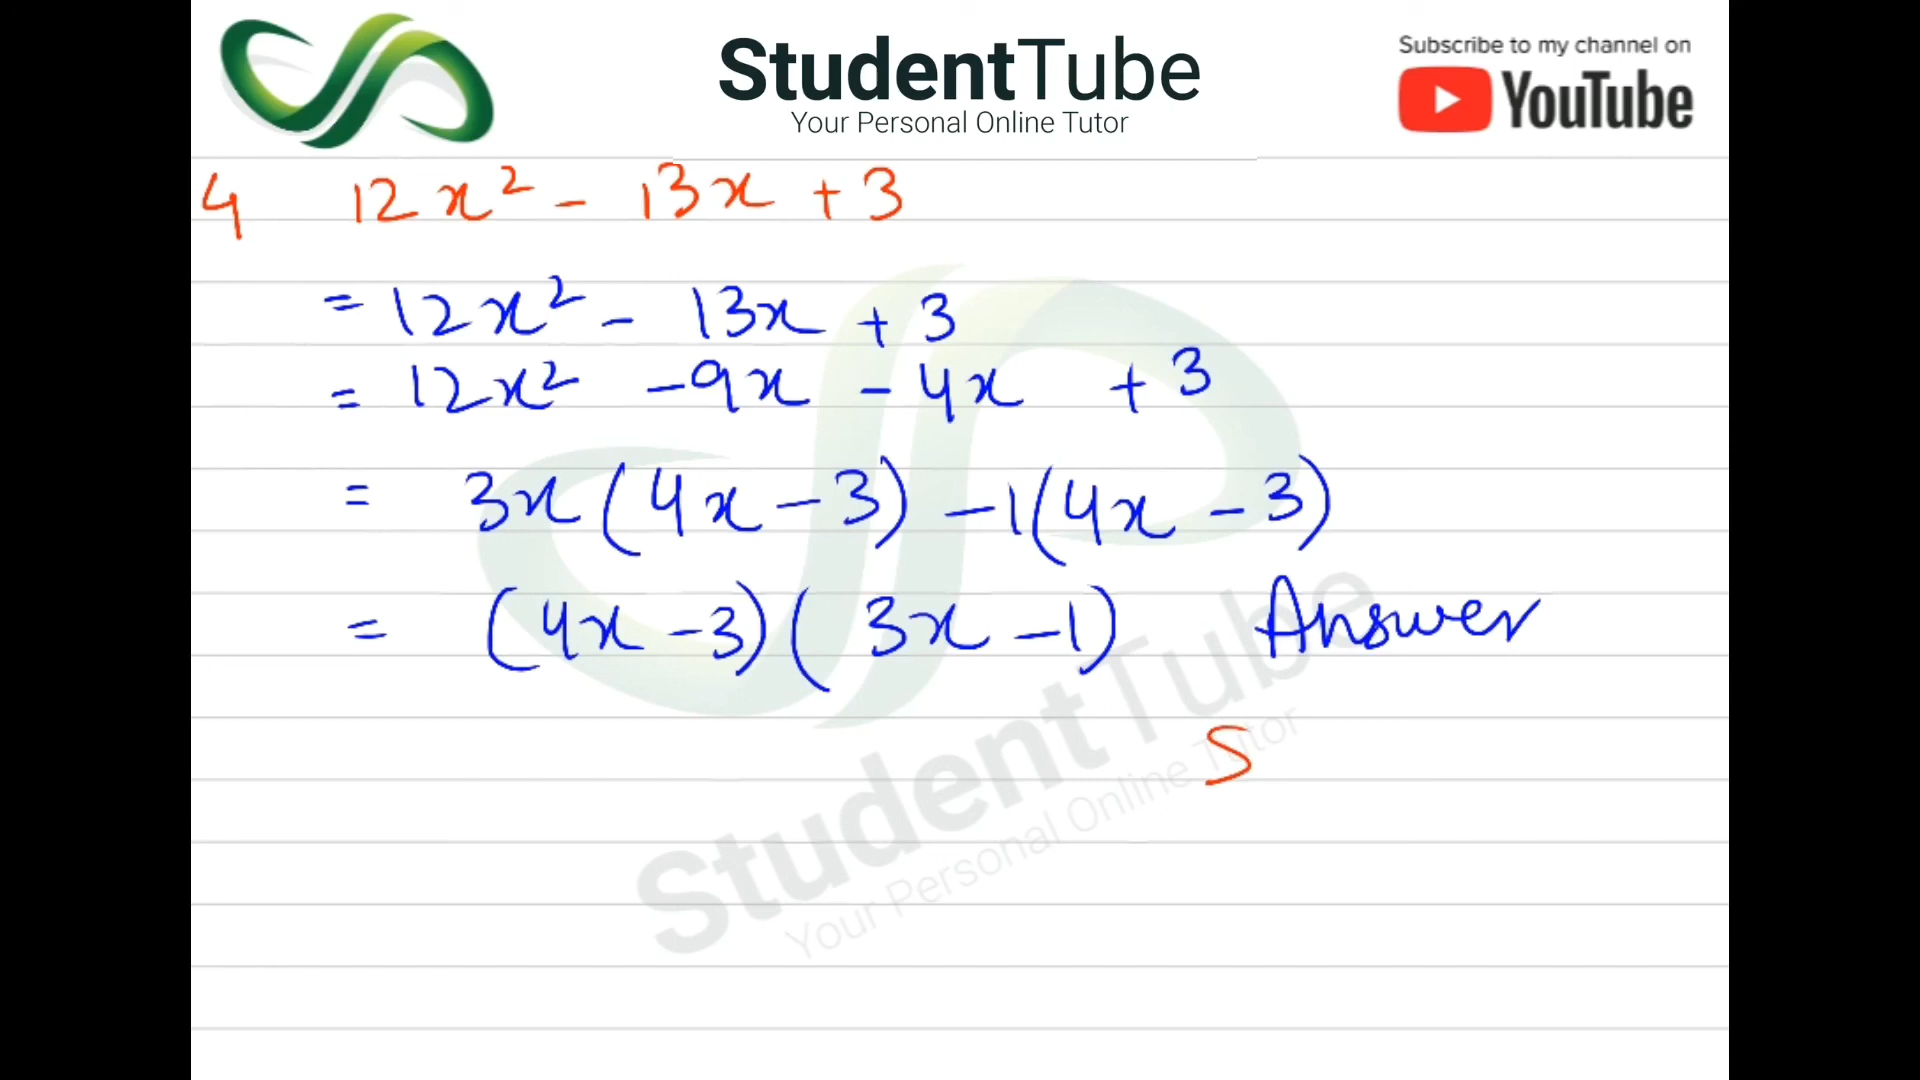 StudentTube
Your Personal Online Tutor
Subscribe to my channel on
YouTube
4 12x² - 13x + 3
= 12x² - 13x + 3
= 12x² - 9x - 4x + 3
= 3x(4x - 3) - 1(4x - 3)
= (4x - 3)(3x - 1) Answer
S
StudentTube
Your Personal Online Tutor